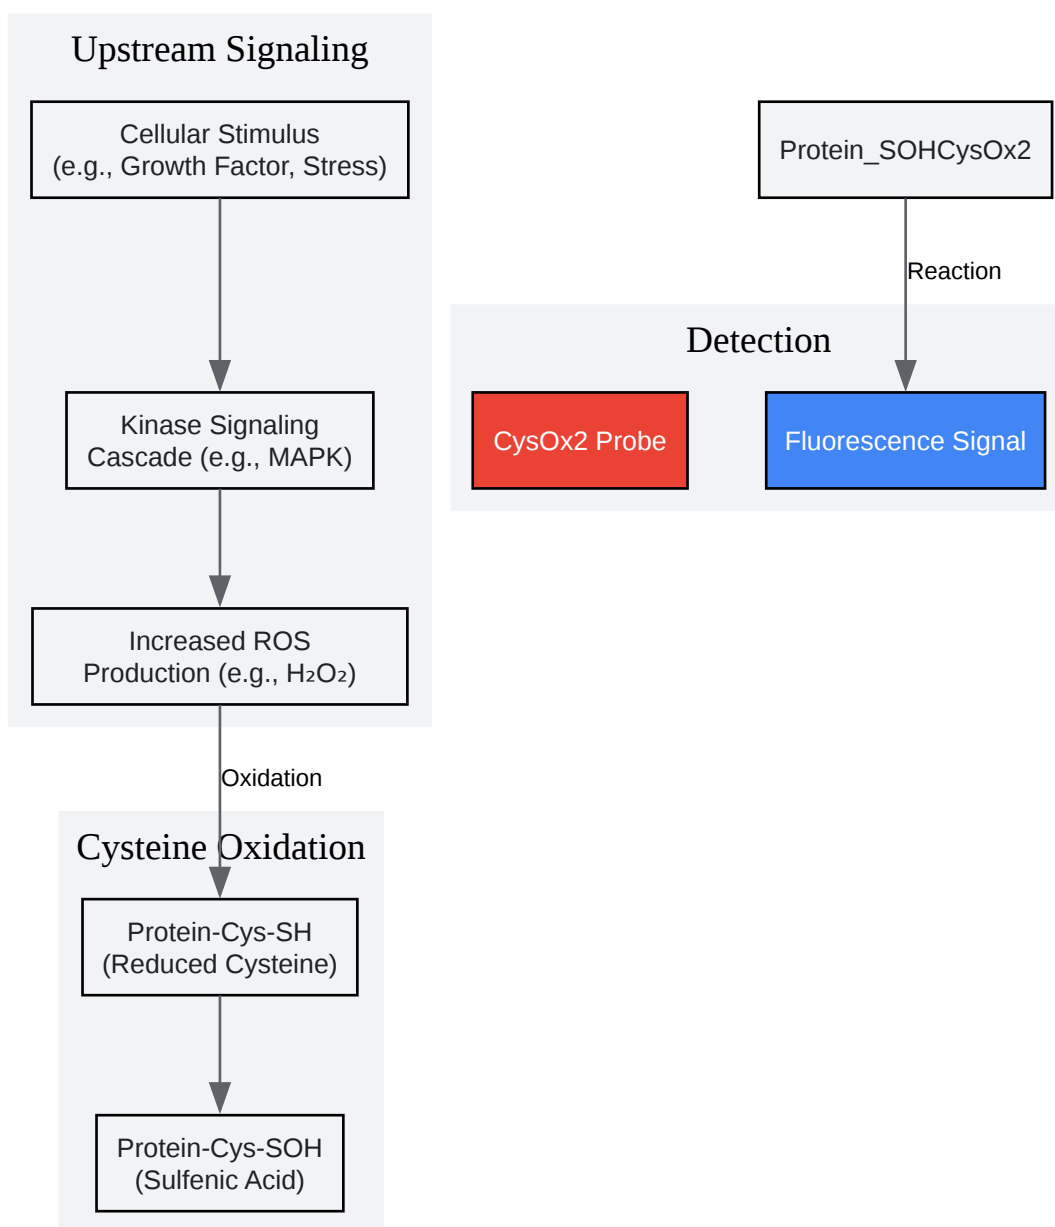 Upstream Signaling
Cellular Stimulus
(e.g., Growth Factor, Stress)
Kinase Signaling
Cascade (e.g., MAPK)
Increased ROS
Production (e.g., H₂O₂)
Oxidation
Cysteine Oxidation
Protein-Cys-SH
(Reduced Cysteine)
Protein-Cys-SOH
(Sulfenic Acid)
Protein_SOHCysOx2
Reaction
Detection
CysOx2 Probe
Fluorescence Signal